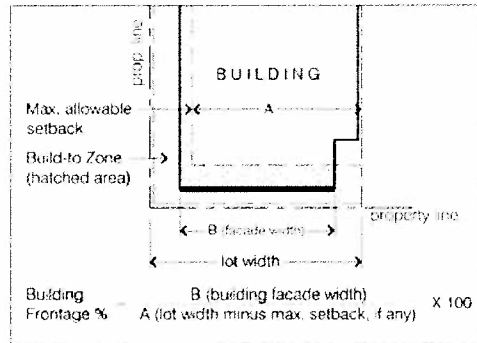 prop. line
BUILDING
Max. allowable
setback
A
Build-to Zone
(hatched area)
property line
B (facade width)
lot width
Building
Frontage %
B (building facade width)
A (lot width minus max. setback, if any)
X 100